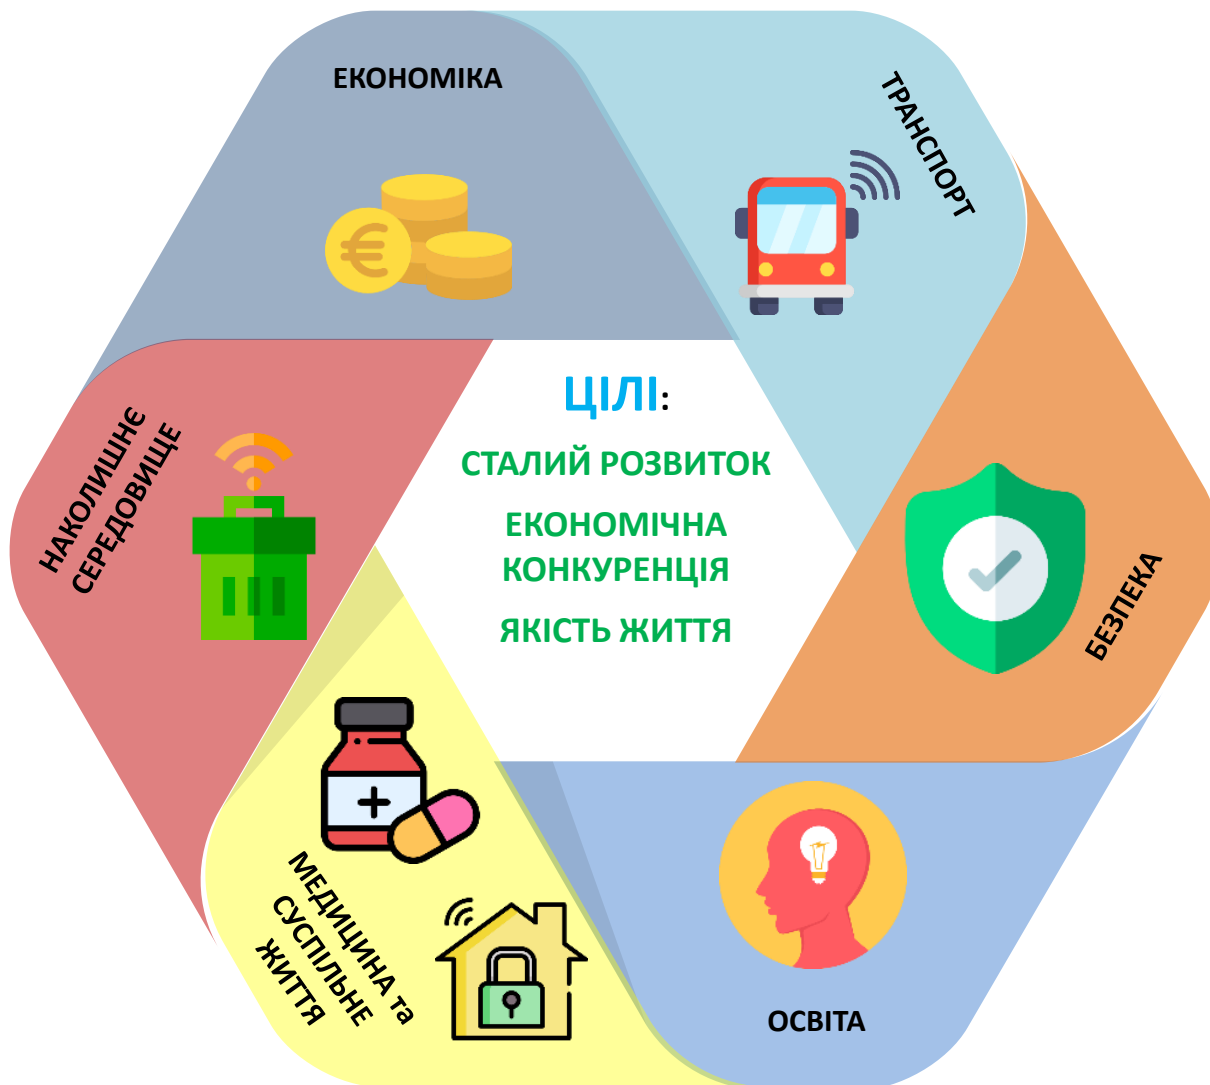 ЕКОНОМІКА
ТРАНСПОРТ
ЦІЛІ:
СТАЛИЙ РОЗВИТОК
ЕКОНОМІЧНА
КОНКУРЕНЦІЯ
ЯКІСТЬ ЖИТТЯ
НАКОЛИШНЄ
СЕРЕДОВИЩЕ
БЕЗПЕКА
МЕДИЦИНА та
СУСПІЛЬНЕ
ЖИТТЯ
ОСВІТА